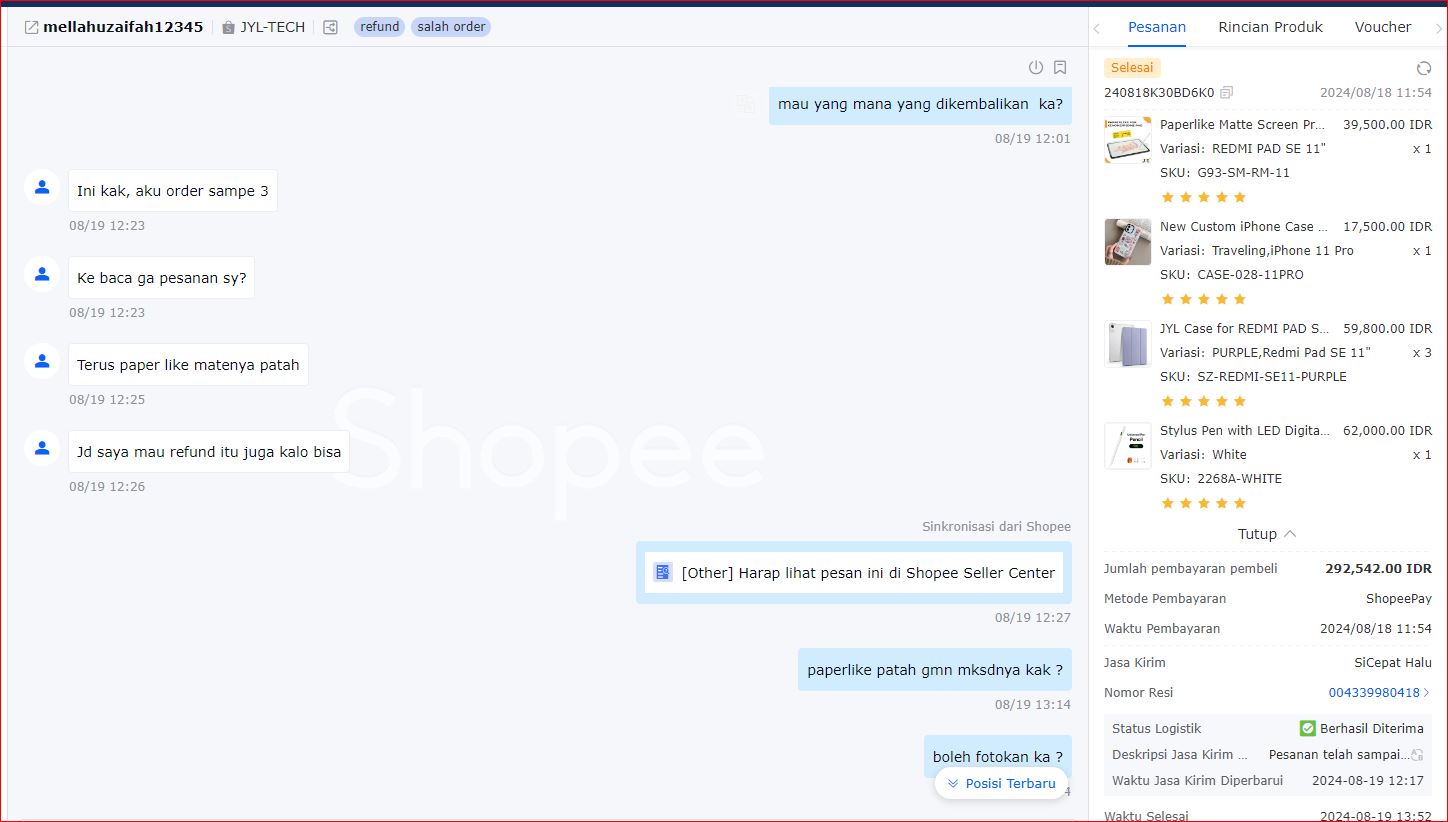 mellahuzaifah12345 JYL-TECH refund salah order
mau yang mana yang dikembalikan ka?
08/19 12:01
Ini kak, aku order sampe 3
08/19 12:23
Ke baca ga pesanan sy?
08/19 12:23
Terus paper like matenya patah
08/19 12:25
Jd saya mau refund itu juga kalo bisa
08/19 12:26
Shopee
Sinkronisasi dari Shopee
[Other] Harap lihat pesan ini di Shopee Seller Center
08/19 12:27
paperlike patah gmn mksdnya kak ?
08/19 13:14
boleh fotokan ka ?
Posisi Terbaru
Pesanan Rincian Produk Voucher
Selesai
240818K30BD6K0 2024/08/18 11:54
Paperlike Matte Screen Pr... 39,500.00 IDR
Variasi: REDMI PAD SE 11" x 1
SKU: G93-SM-RM-11
New Custom iPhone Case ... 17,500.00 IDR
Variasi: Traveling,iPhone 11 Pro x 1
SKU: CASE-028-11PRO
JYL Case for REDMI PAD S... 59,800.00 IDR
Variasi: PURPLE,Redmi Pad SE 11" x 3
SKU: SZ-REDMI-SE11-PURPLE
Stylus Pen with LED Digita... 62,000.00 IDR
Variasi: White x 1
SKU: 2268A-WHITE
Tutup
Jumlah pembayaran pembeli 292,542.00 IDR
Metode Pembayaran ShopeePay
Waktu Pembayaran 2024/08/18 11:54
Jasa Kirim SiCepat Halu
Nomor Resi 004339980418
Status Logistik Berhasil Diterima
Deskripsi Jasa Kirim ... Pesanan telah sampai...
Waktu Jasa Kirim Diperbarui 2024-08-19 12:17
Waktu Selesai 2024-08-19 13:52